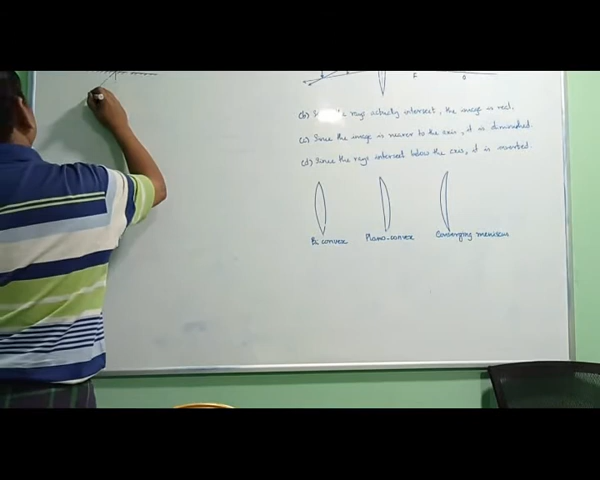 F O
(b) the rays actually intersect, the image is real.
(c) Since the image is nearer to the axis, it is diminished.
(d) Since the rays intersect below the axis, it is inverted.
Bi convex Plano-convex Converging meniscus